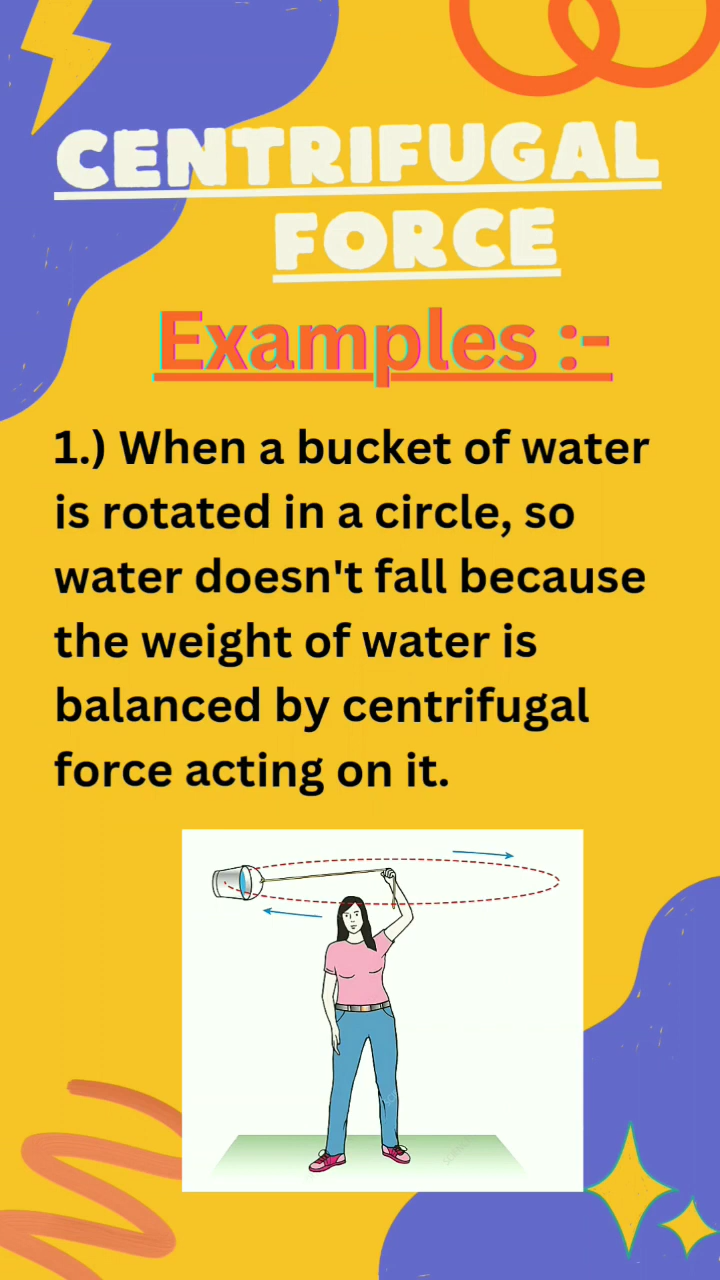 CENTRIFUGAL
FORCE
Examples :-
1.) When a bucket of water
is rotated in a circle, so
water doesn't fall because
the weight of water is
balanced by centrifugal
force acting on it.